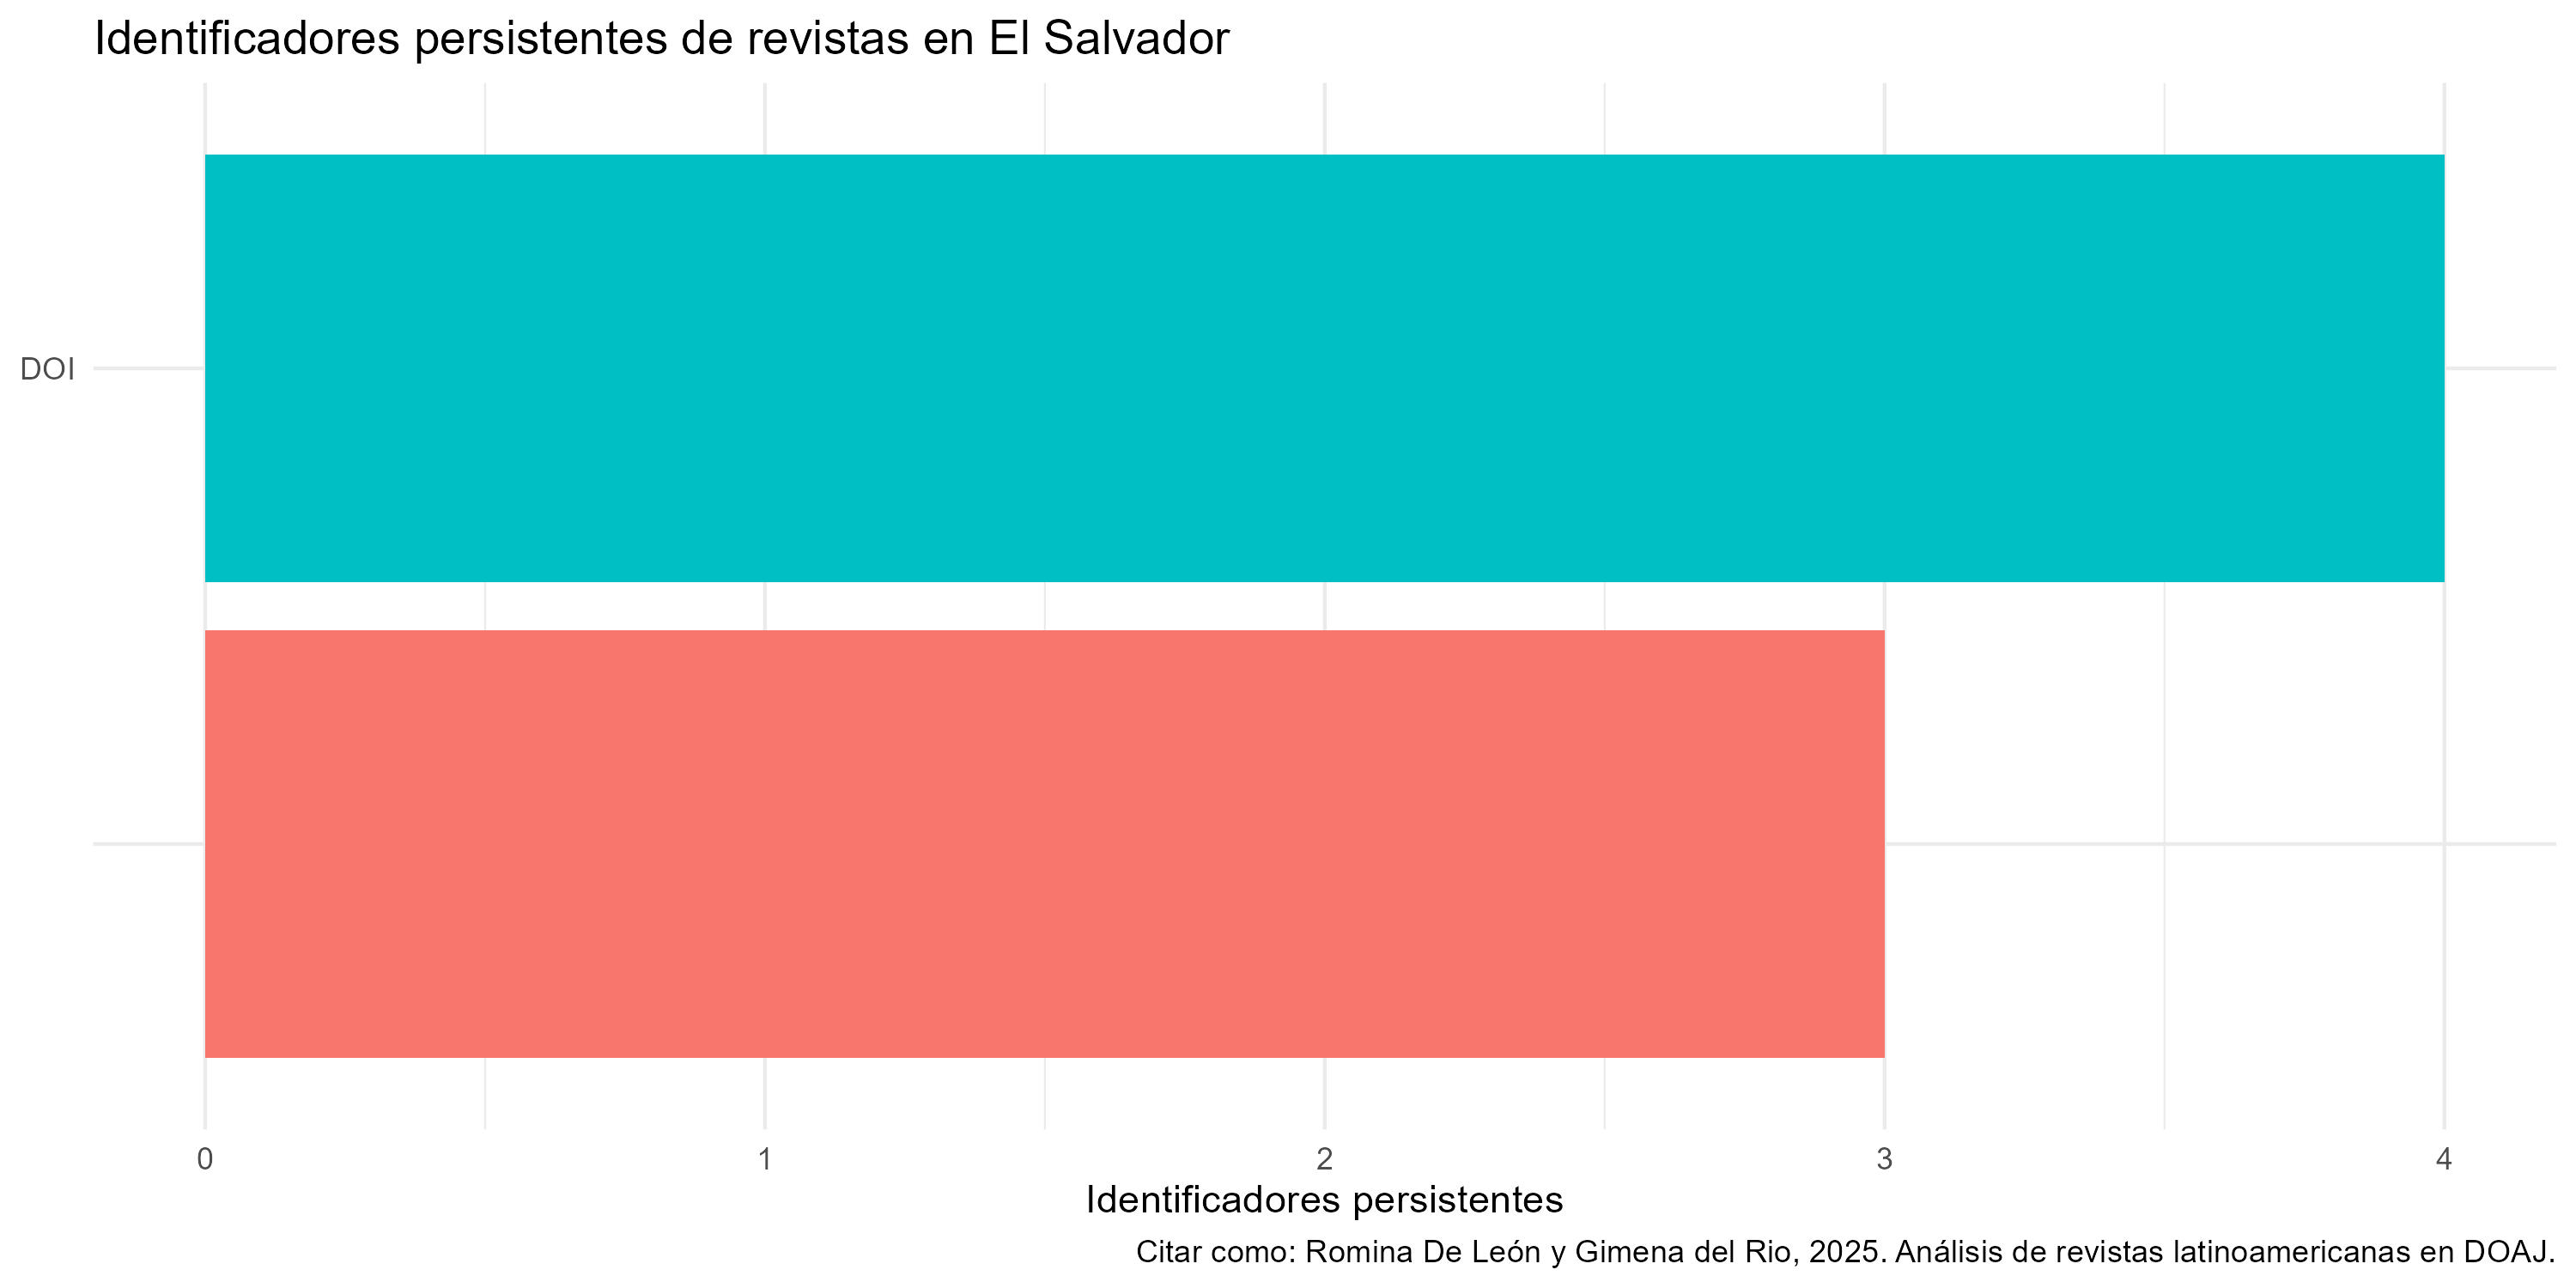 Identificadores persistentes de revistas en El Salvador
DOI
0 1 2 3 4
Identificadores persistentes
Citar como: Romina De León y Gimena del Rio, 2025. Análisis de revistas latinoamericanas en DOAJ.